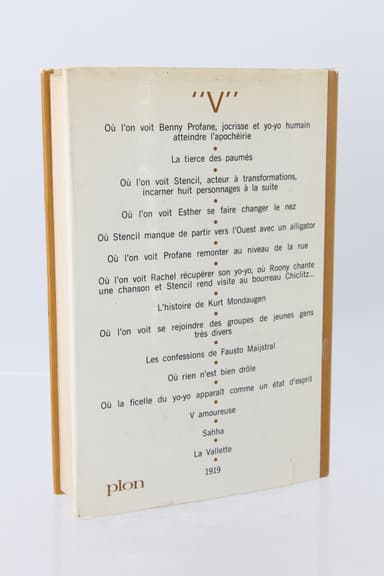 "V"
Où l'on voit Benny Profane, jocrisse et yo-yo humain
atteindre l'apochéirie
La tierce des paumés
Où l'on voit Stencil, acteur à transformations,
incarner huit personnages à la suite
Où l'on voit Esther se faire changer le nez
Où Stencil manque de partir vers l'Ouest avec un alligator
Où l'on voit Profane remonter au niveau de la rue
Où l'on voit Rachel récupérer son yo-yo, où Roony chante
une chanson et Stencil rend visite au bourreau Chiclitz...
L'histoire de Kurt Mondaugen
Où l'on voit se rejoindre des groupes de jeunes gens
très divers
Les confessions de Fausto Maijstral
Où rien n'est bien drôle
Où la ficelle du yo-yo apparaît comme un état d'esprit
V amoureuse
Sahha
La Vallette
1919
plon